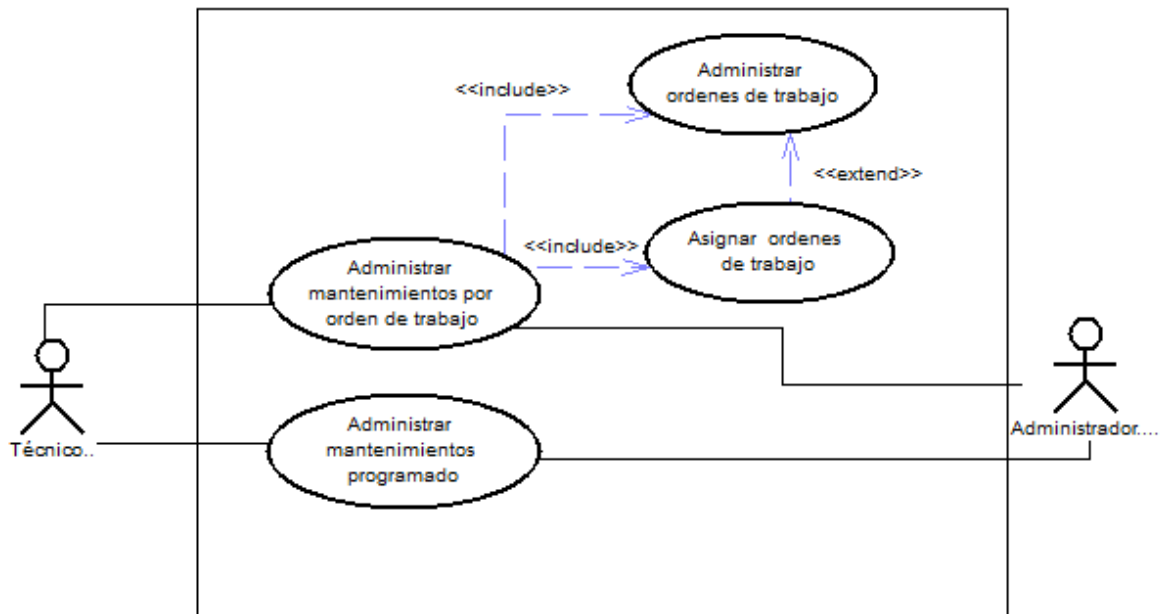 Administrar
ordenes de trabajo
<<include>>
<<extend>>
Asignar ordenes
de trabajo
<<include>>
Administrar
mantenimientos por
orden de trabajo
Administrar
mantenimientos
programado
Técnico..
Administrador....